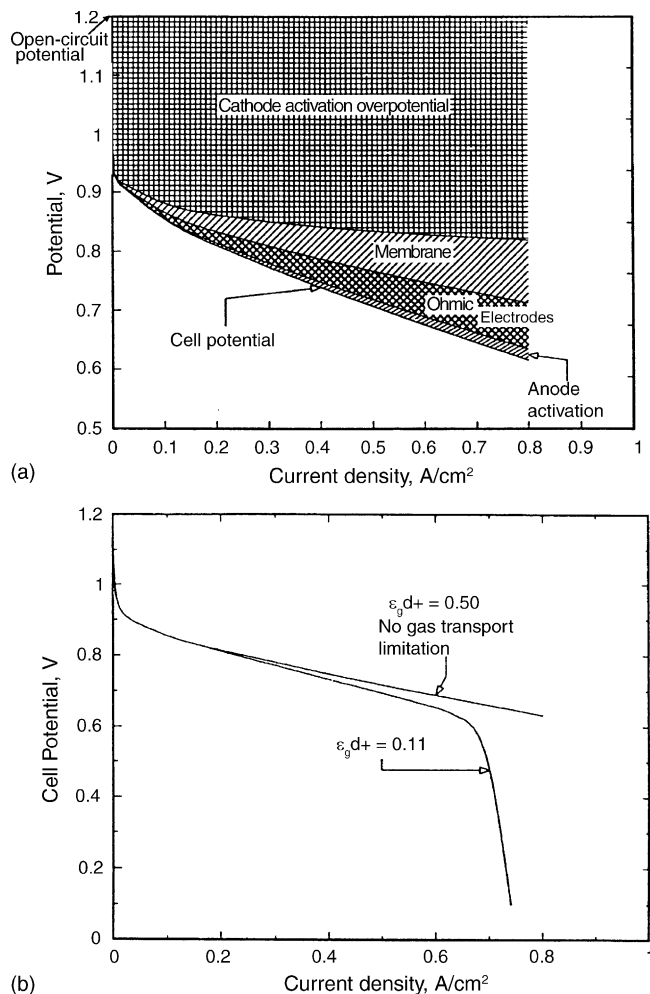 1.2
Open-circuit
potential
1.1
Cathode activation overpotential
1
0.9
Potential, V
0.8
Membrane
0.7
Ohmic
Electrodes
Cell potential
0.6
Anode
activation
0.5
0 0.1 0.2 0.3 0.4 0.5 0.6 0.7 0.8 0.9 1
(a)
Current density, A/cm²
1.2
1
εgd+ = 0.50
No gas transport
limitation
0.8
Cell Potential, V
0.6
εgd+ = 0.11
0.4
0.2
0
0 0.2 0.4 0.6 0.8 1
(b)
Current density, A/cm²